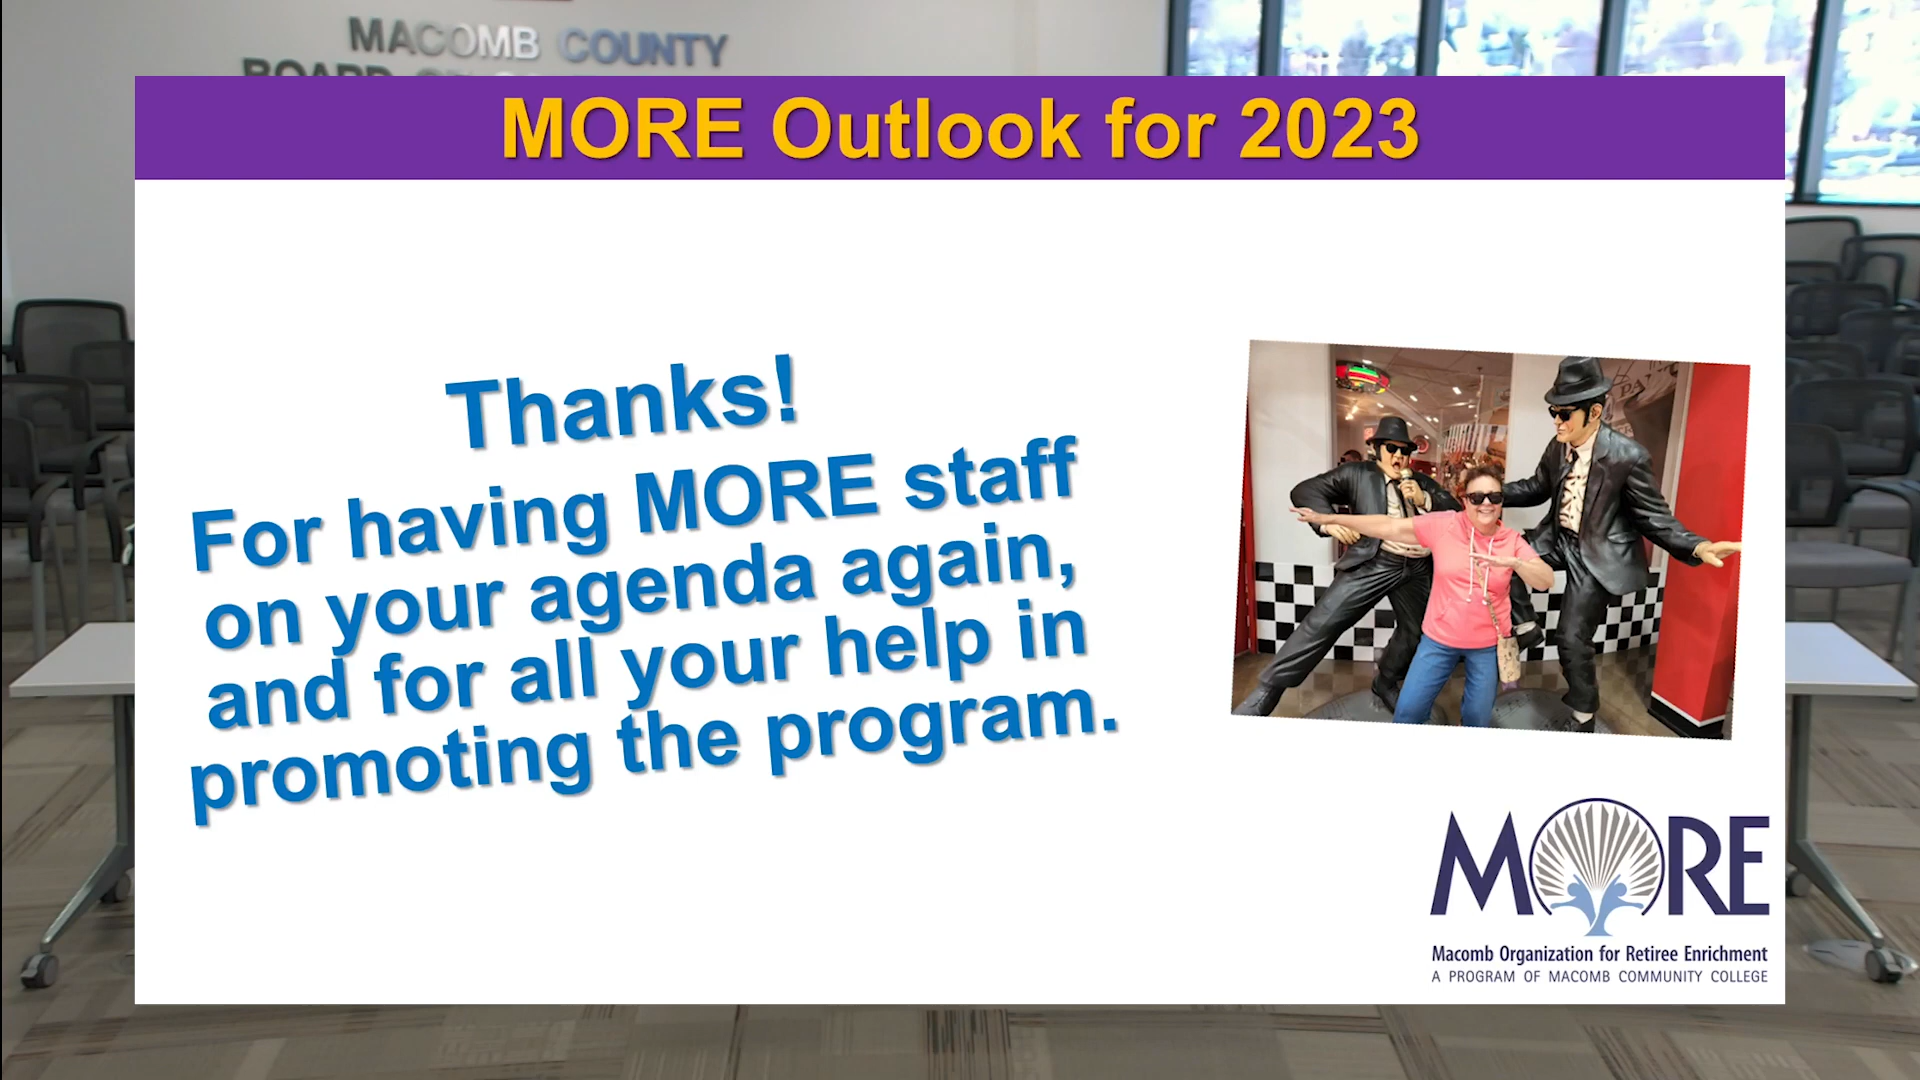 MACOMB COUNTY
BOARD
MORE Outlook for 2023
Thanks!
For having MORE staff
on your agenda again,
and for all your help in
promoting the program.
MORE
Macomb Organization for Retiree Enrichment
A PROGRAM OF MACOMB COMMUNITY COLLEGE